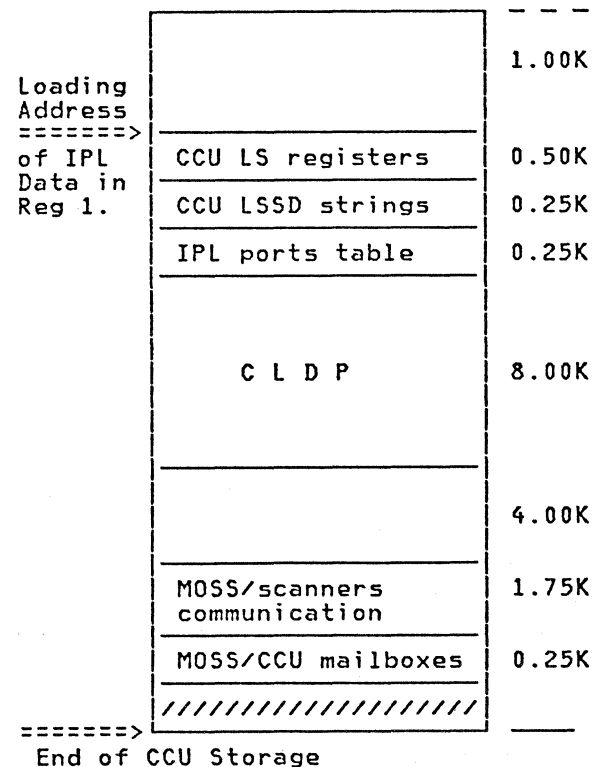 1.00K
Loading
Address
=======>
of IPL
Data in
Reg 1.
CCU LS registers 0.50K
CCU LSSD strings 0.25K
IPL ports table 0.25K
C L D P 8.00K
4.00K
MOSS/scanners
communication
1.75K
MOSS/CCU mailboxes 0.25K
////////////////////
=======>
End of CCU Storage